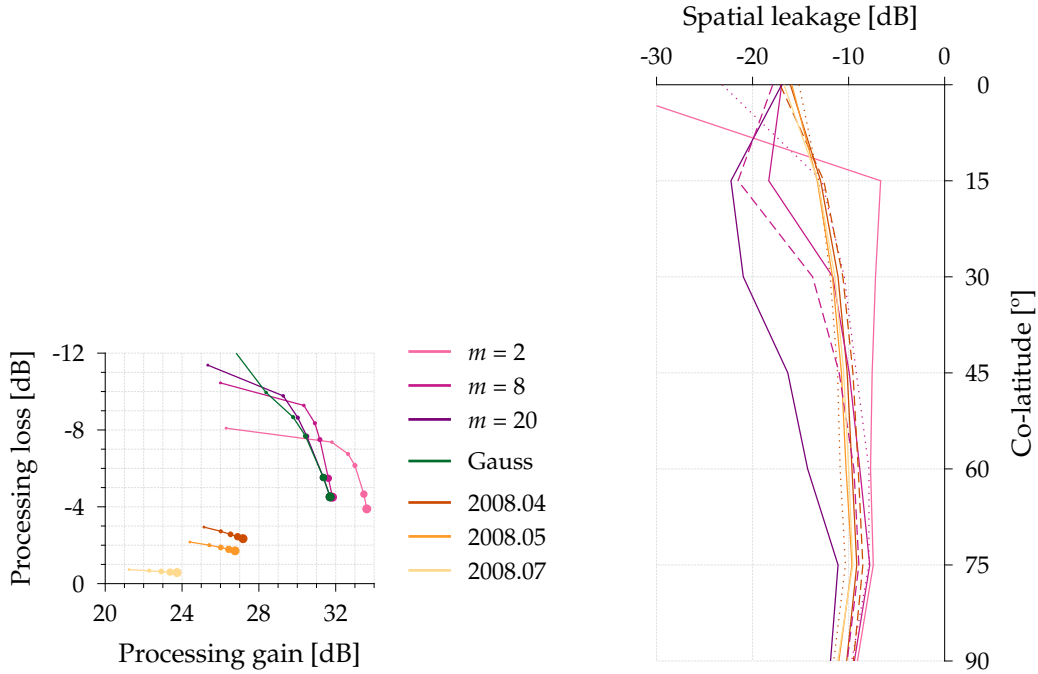 Spatial leakage [dB]
-30 -20 -10 0
0
15
30
45
60
75
90
Co-latitude [º]
-12
-8
-4
0
Processing loss [dB]
20 24 28 32
Processing gain [dB]
m = 2
m = 8
m = 20
Gauss
2008.04
2008.05
2008.07